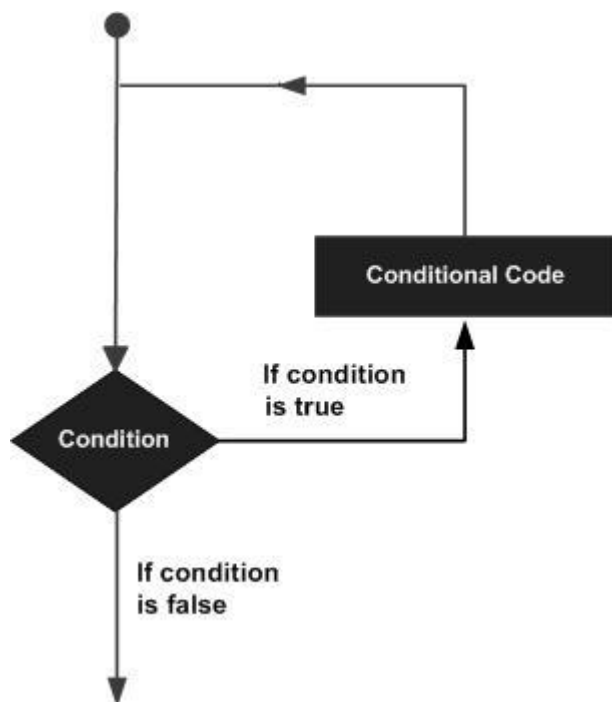 Conditional Code
If condition
is true
Condition
If condition
is false